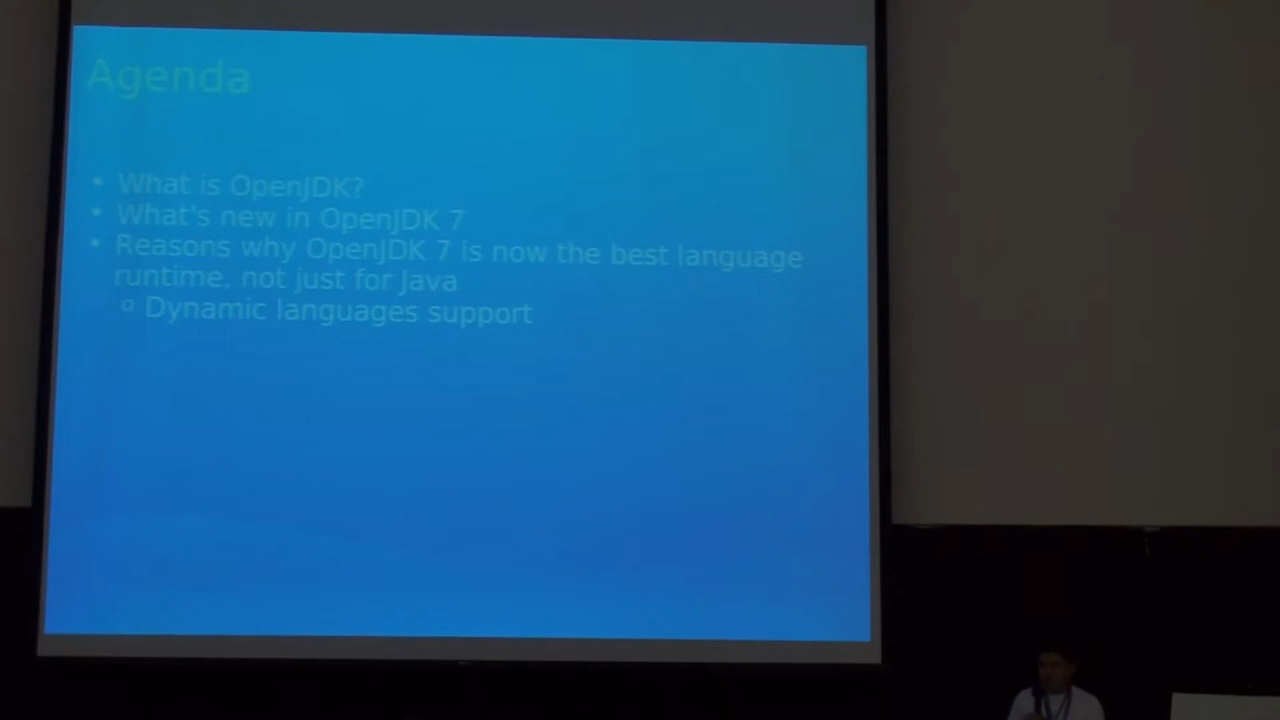 Agenda
• What is OpenJDK?
• What's new in OpenJDK 7
• Reasons why OpenJDK 7 is now the best language
runtime, not just for Java
o Dynamic languages support